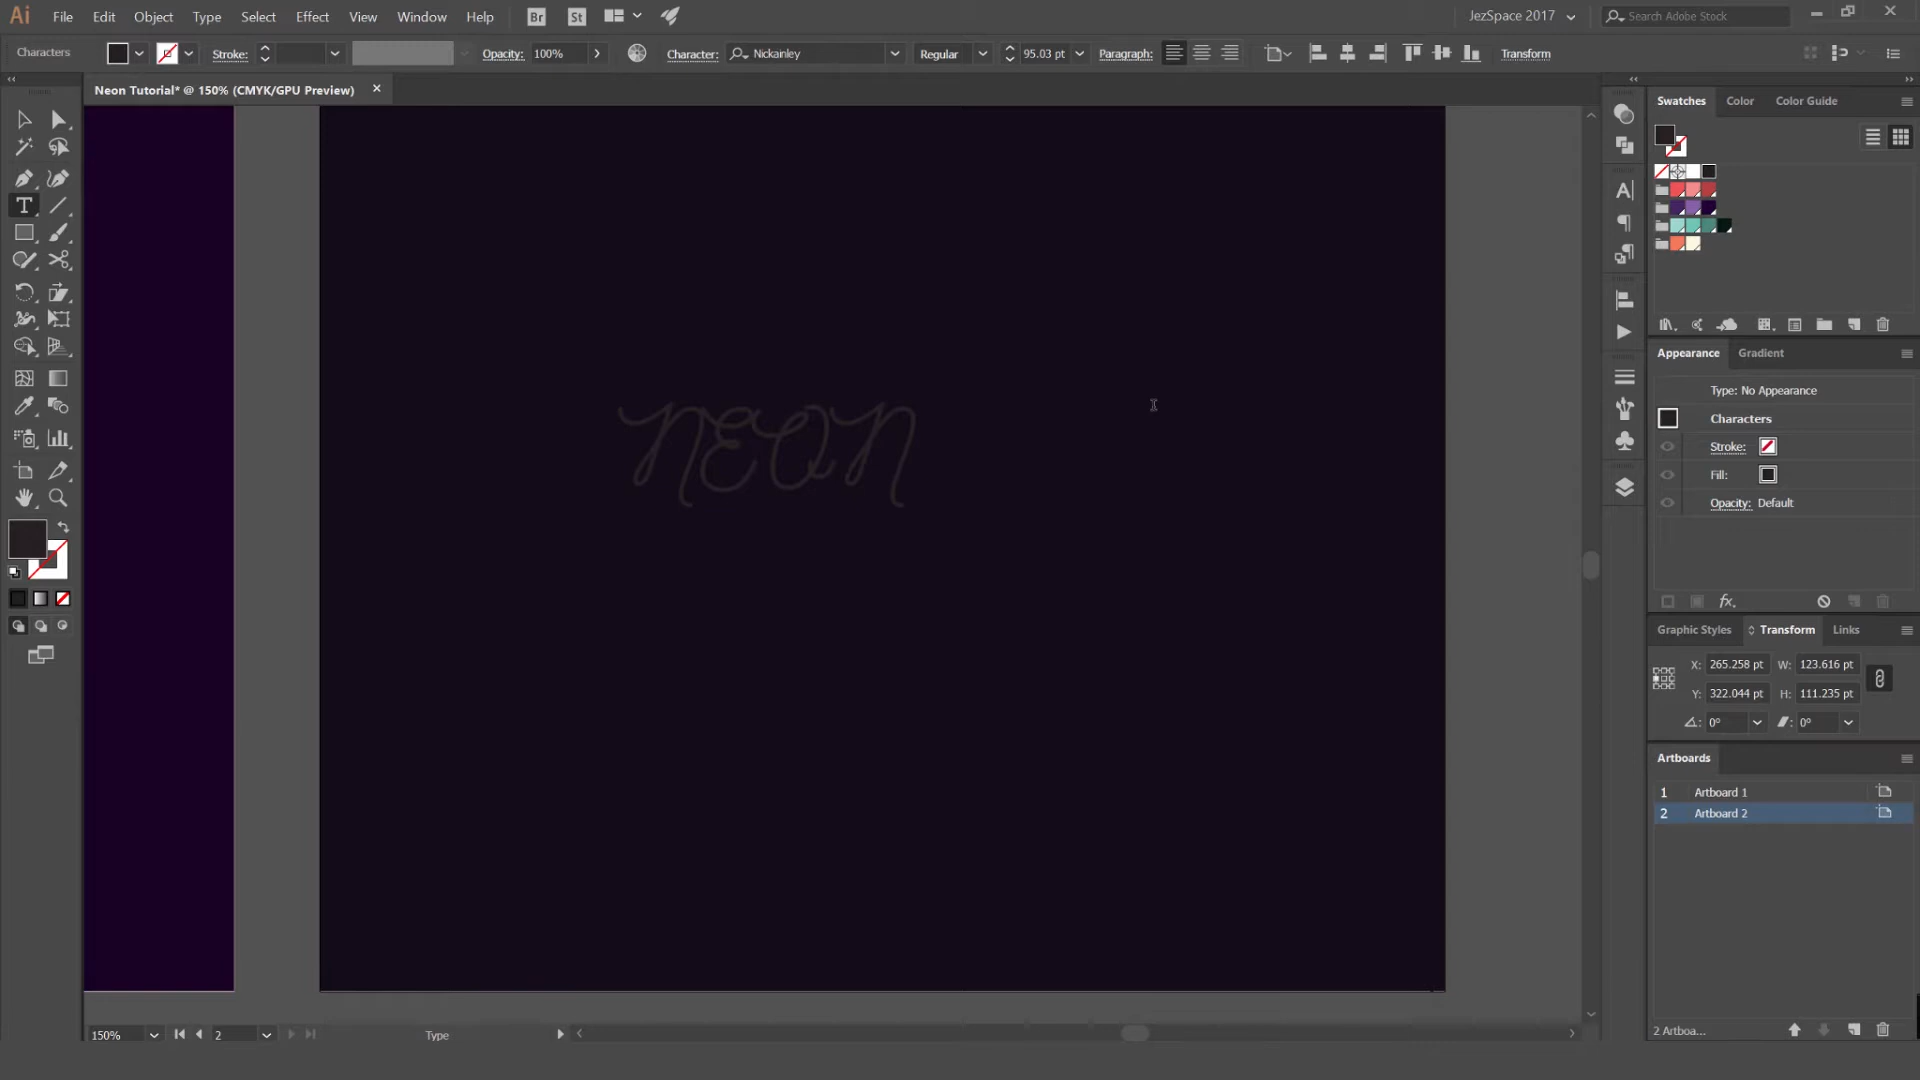 Ai File Edit Object Type Select Effect View Window Help Br St JezSpace 2017 Search Adobe Stock
Characters Stroke: Opacity: 100% Character: Nickanley Regular 95.03 pt Paragraph: Transform
Neon Tutorial* @ 150% (CMYK/GPU Preview)
Swatches Color Color Guide
NEON
Appearance Gradient
Type: No Appearance
Characters
Stroke:
Fill:
Opacity: Default
fx.
Graphic Styles Transform Links
X: 265.258 pt W: 123.616 pt
Y: 322.044 pt H: 111.235 pt
0° 0°
Artboards
1 Artboard 1
2 Artboard 2
2 Artboa...
150% 2 Type